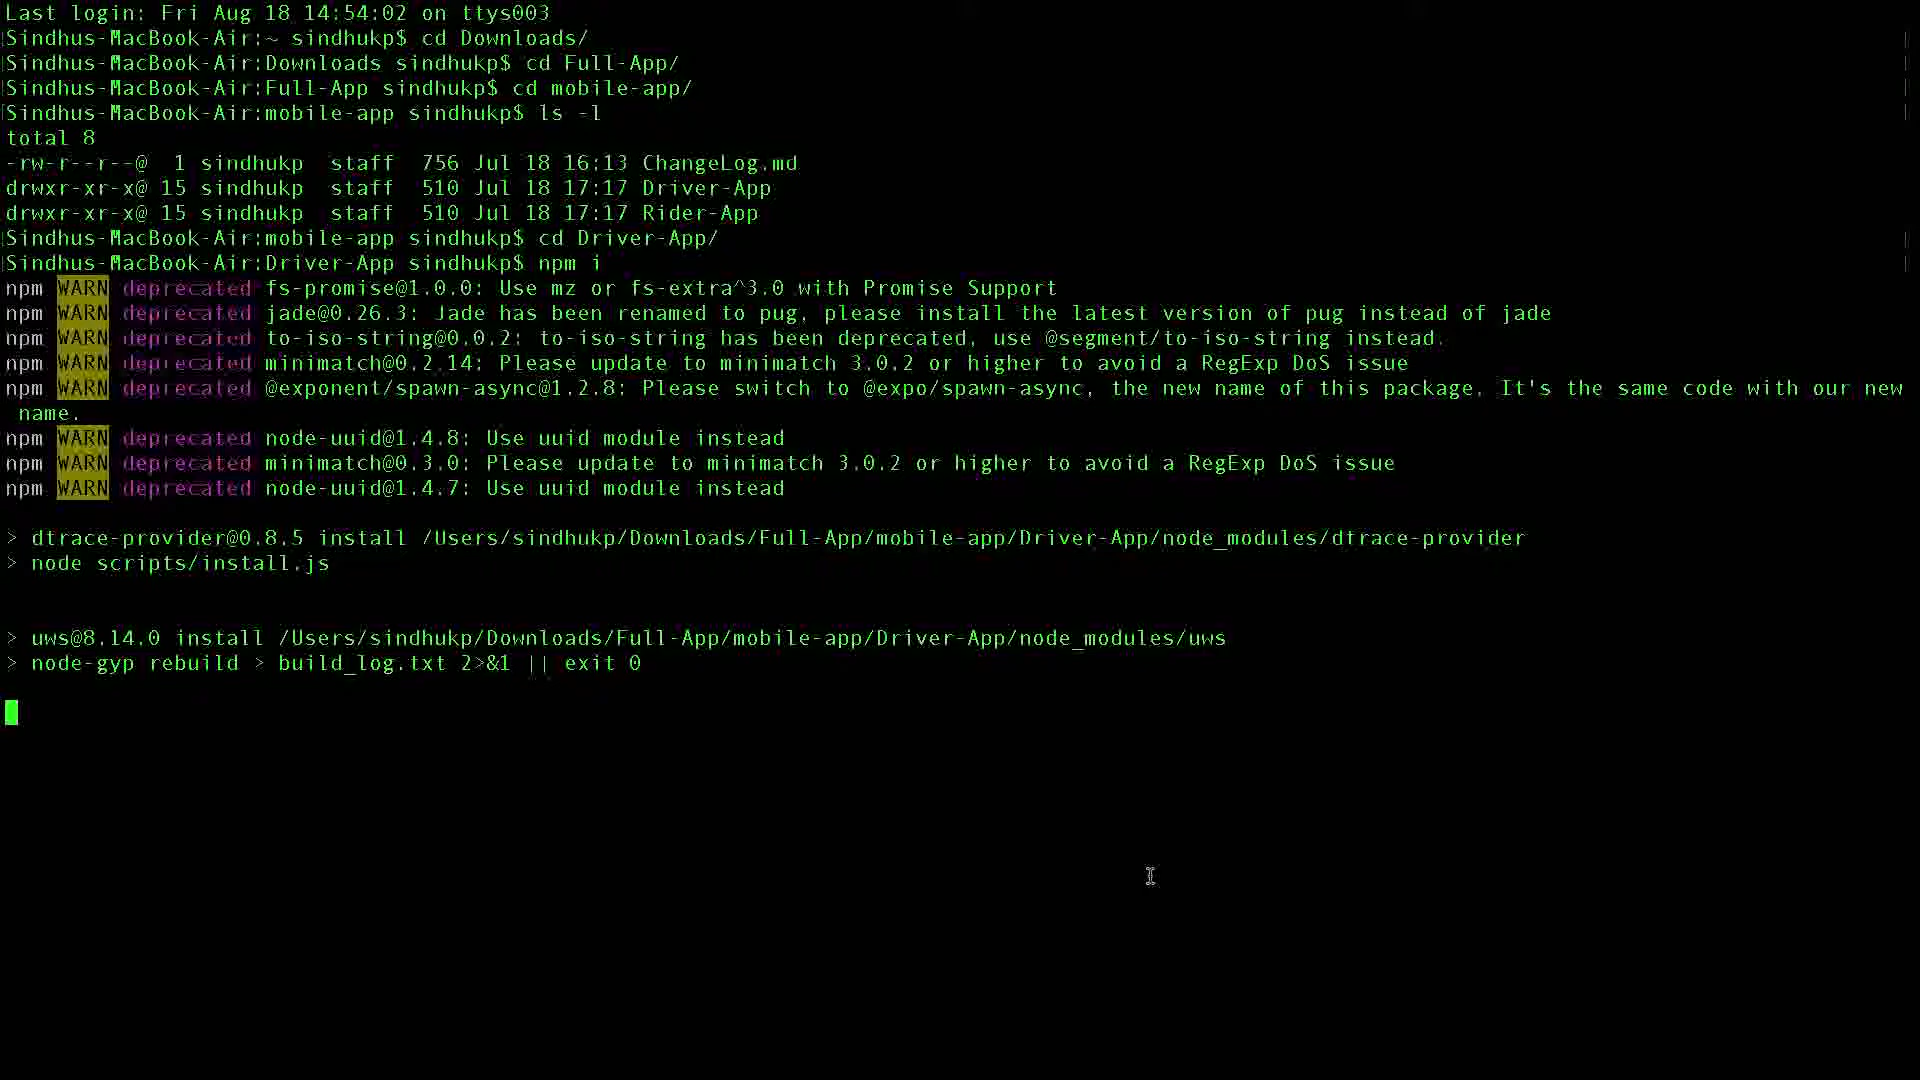 Last login: Fri Aug 18 14:54:02 on ttys003
Sindhus-MacBook-Air:~ sindhukp$ cd Downloads/
Sindhus-MacBook-Air:Downloads sindhukp$ cd Full-App/
Sindhus-MacBook-Air:Full-App sindhukp$ cd mobile-app/
Sindhus-MacBook-Air:mobile-app sindhukp$ ls -l
total 8
-rw-r--r--@  1 sindhukp  staff  756 Jul 18 16:13 ChangeLog.md
drwxr-xr-x@ 15 sindhukp  staff  510 Jul 18 17:17 Driver-App
drwxr-xr-x@ 15 sindhukp  staff  510 Jul 18 17:17 Rider-App
Sindhus-MacBook-Air:mobile-app sindhukp$ cd Driver-App/
Sindhus-MacBook-Air:Driver-App sindhukp$ npm i
npm WARN deprecated fs-promise@1.0.0: Use mz or fs-extra^3.0 with Promise Support
npm WARN deprecated jade@0.26.3: Jade has been renamed to pug, please install the latest version of pug instead of jade
npm WARN deprecated to-iso-string@0.0.2: to-iso-string has been deprecated, use @segment/to-iso-string instead.
npm WARN deprecated minimatch@0.2.14: Please update to minimatch 3.0.2 or higher to avoid a RegExp DoS issue
npm WARN deprecated @exponent/spawn-async@1.2.8: Please switch to @expo/spawn-async, the new name of this package. It's the same code with our new
name.
npm WARN deprecated node-uuid@1.4.8: Use uuid module instead
npm WARN deprecated minimatch@0.3.0: Please update to minimatch 3.0.2 or higher to avoid a RegExp DoS issue
npm WARN deprecated node-uuid@1.4.7: Use uuid module instead
> dtrace-provider@0.8.5 install /Users/sindhukp/Downloads/Full-App/mobile-app/Driver-App/node_modules/dtrace-provider
> node scripts/install.js
> uws@8.14.0 install /Users/sindhukp/Downloads/Full-App/mobile-app/Driver-App/node_modules/uws
> node-gyp rebuild > build_log.txt 2>&1 || exit 0